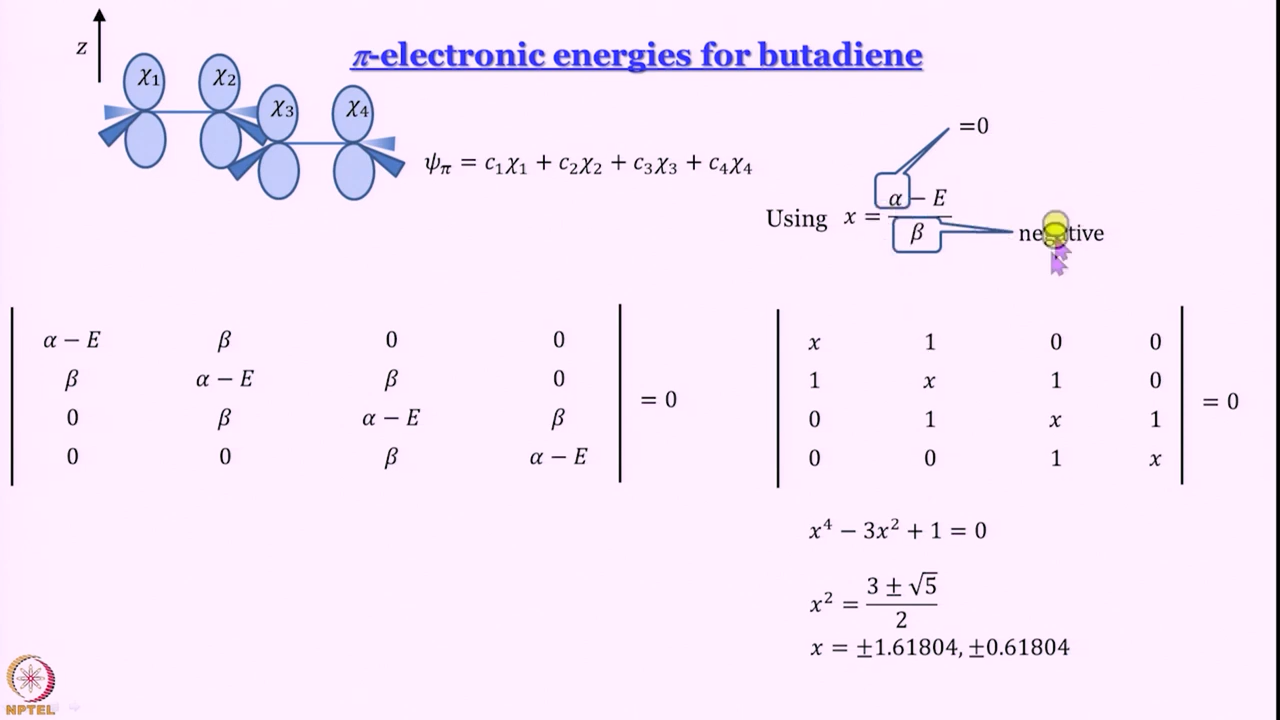 π-electronic energies for butadiene
z
χ1 χ2
χ3 χ4
ψπ = c1χ1 + c2χ2 + c3χ3 + c4χ4
=0
Using x = (α − E)/β
negative
| α − E β 0 0 |
| β α − E β 0 |
| 0 β α − E β | = 0
| 0 0 β α − E |
| x 1 0 0 |
| 1 x 1 0 |
| 0 1 x 1 | = 0
| 0 0 1 x |
x⁴ − 3x² + 1 = 0
x² = (3 ± √5)/2
x = ±1.61804, ±0.61804
NPTEL